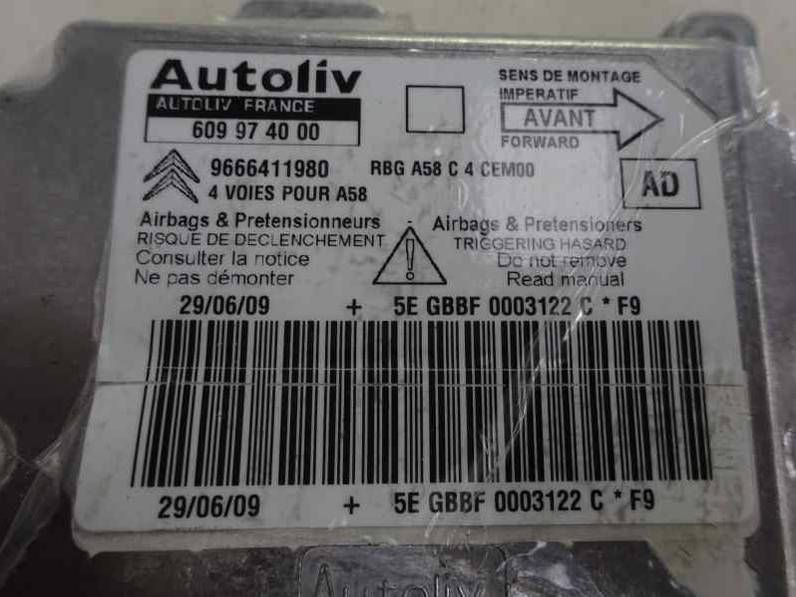 Autoliv
AUTOLIV FRANCE
609 97 40 00
SENS DE MONTAGE
IMPERATIF
AVANT
FORWARD
9666411980 RBG A58 C 4 CEM00
4 VOIES POUR A58
AD
Airbags & Pretensionneurs
RISQUE DE DECLENCHEMENT
Consulter la notice
Ne pas démonter
!
Airbags & Pretensioners
TRIGGERING HASARD
Do not remove
Read manual
29/06/09 + 5E GBBF 0003122 C * F9
29/06/09 + 5E GBBF 0003122 C * F9
Autoliv